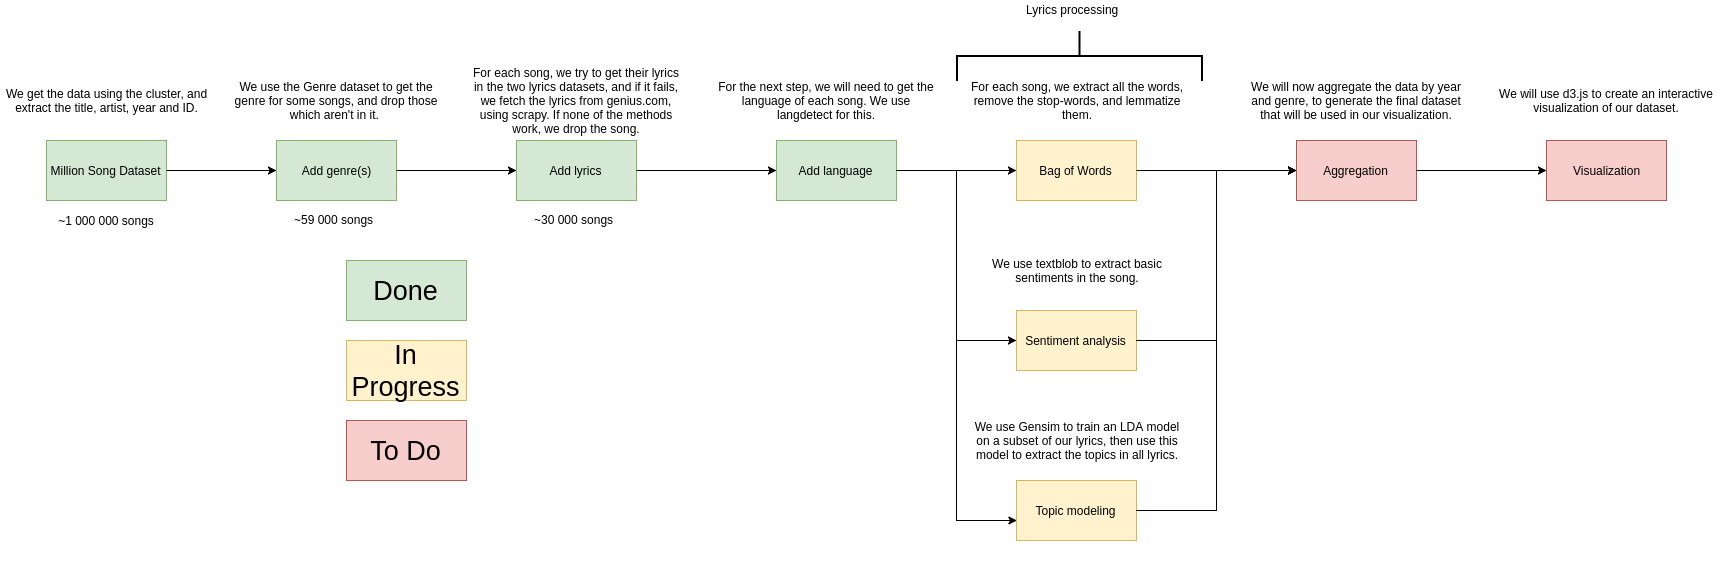 Lyrics processing
We get the data using the cluster, and
extract the title, artist, year and ID.
We use the Genre dataset to get the
genre for some songs, and drop those
which aren't in it.
For each song, we try to get their lyrics
in the two lyrics datasets, and if it fails,
we fetch the lyrics from genius.com,
using scrapy. If none of the methods
work, we drop the song.
For the next step, we will need to get the
language of each song. We use
langdetect for this.
For each song, we extract all the words,
remove the stop-words, and lemmatize
them.
We will now aggregate the data by year
and genre, to generate the final dataset
that will be used in our visualization.
We will use d3.js to create an interactive
visualization of our dataset.
Million Song Dataset
Add genre(s)
Add lyrics
Add language
Bag of Words
Aggregation
Visualization
~1 000 000 songs
~59 000 songs
~30 000 songs
We use textblob to extract basic
sentiments in the song.
Sentiment analysis
We use Gensim to train an LDA model
on a subset of our lyrics, then use this
model to extract the topics in all lyrics.
Topic modeling
Done
In
Progress
To Do